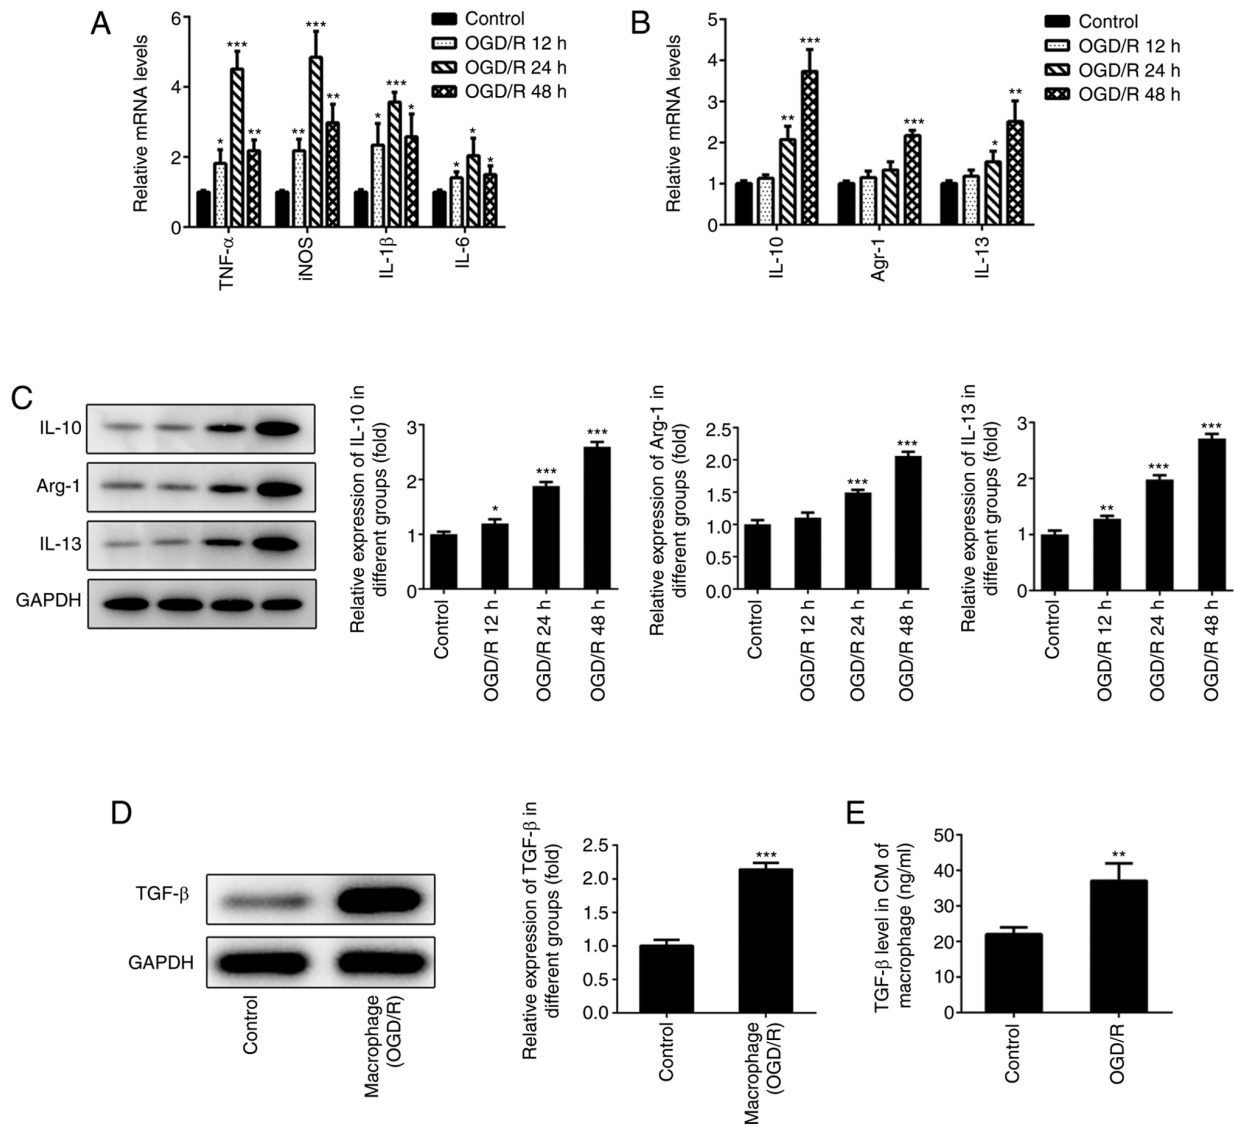 A
Relative mRNA levels
6
4
2
0
***
***
***
**
**
**
*
*
*
*
*
*
TNF-α
iNOS
IL-1β
IL-6
Control
OGD/R 12 h
OGD/R 24 h
OGD/R 48 h
B
Relative mRNA levels
5
4
3
2
1
0
***
**
***
**
*
IL-10
Agr-1
IL-13
Control
OGD/R 12 h
OGD/R 24 h
OGD/R 48 h
C
IL-10
Arg-1
IL-13
GAPDH
Relative expression of IL-10 in
different groups (fold)
3
2
1
0
*
***
***
Control
OGD/R 12 h
OGD/R 24 h
OGD/R 48 h
Relative expression of Arg-1 in
different groups (fold)
2.5
2.0
1.5
1.0
0.5
0.0
***
***
Control
OGD/R 12 h
OGD/R 24 h
OGD/R 48 h
Relative expression of IL-13 in
different groups (fold)
3
2
1
0
**
***
***
Control
OGD/R 12 h
OGD/R 24 h
OGD/R 48 h
D
TGF-β
GAPDH
Control
Macrophage
(OGD/R)
Relative expression of TGF-β in
different groups (fold)
2.5
2.0
1.5
1.0
0.5
0.0
***
Control
Macrophage
(OGD/R)
E
TGF-β level in CM of
macrophage (ng/ml)
50
40
30
20
10
0
**
Control
OGD/R